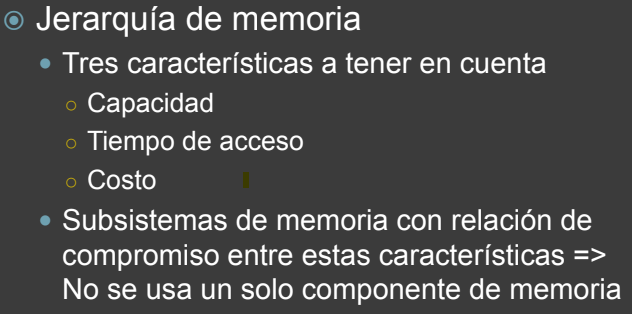 Jerarquía de memoria
Tres características a tener en cuenta
Capacidad
Tiempo de acceso
Costo
Subsistemas de memoria con relación de
compromiso entre estas características =>
No se usa un solo componente de memoria